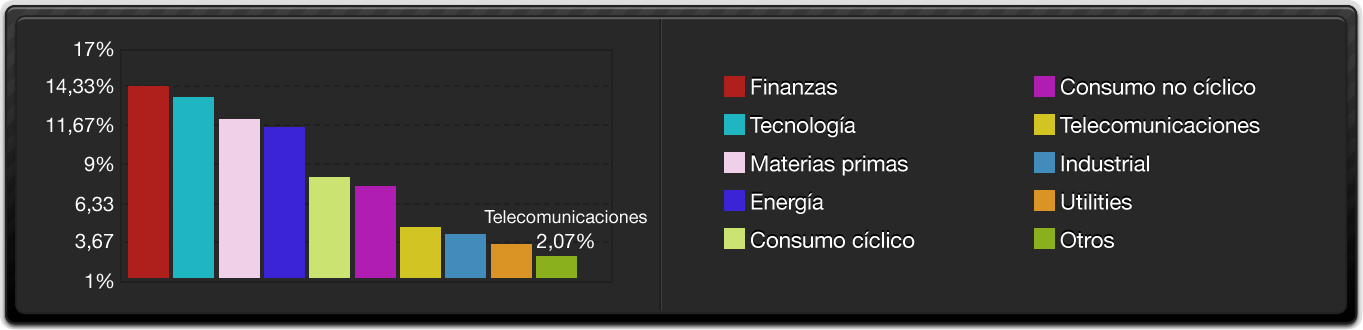 17%
14,33%
11,67%
9%
6,33
3,67
1%
Telecomunicaciones
2,07%
Finanzas
Tecnología
Materias primas
Energía
Consumo cíclico
Consumo no cíclico
Telecomunicaciones
Industrial
Utilities
Otros